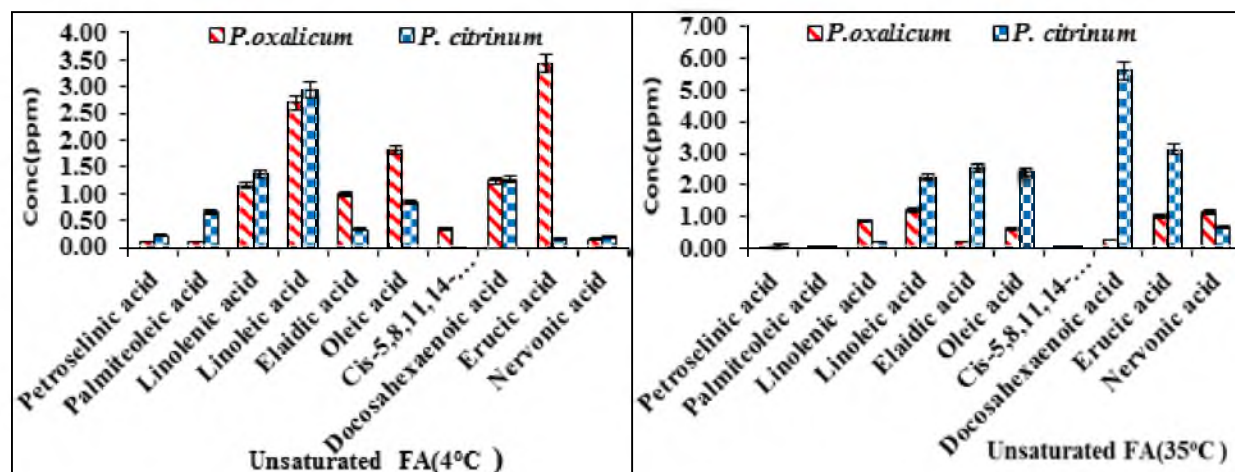 4.00
3.50
3.00
2.50
2.00
1.50
1.00
0.50
0.00
Conc(ppm)
P.oxalicum
P. citrinum
Petroselinic acid
Palmiteoleic acid
Linolenic acid
Linoleic acid
Elaidic acid
Oleic acid
Cis-5,8,11,14-…
Docosahexaenoic acid
Erucic acid
Nervonic acid
Unsaturated FA(4°C )
7.00
6.00
5.00
4.00
3.00
2.00
1.00
0.00
Conc(ppm)
P.oxalicum
P. citrinum
Petroselinic acid
Palmiteoleic acid
Linolenic acid
Linoleic acid
Elaidic acid
Oleic acid
Cis-5,8,11,14-…
Docosahexaenoic acid
Erucic acid
Nervonic acid
Unsaturated FA(35°C )